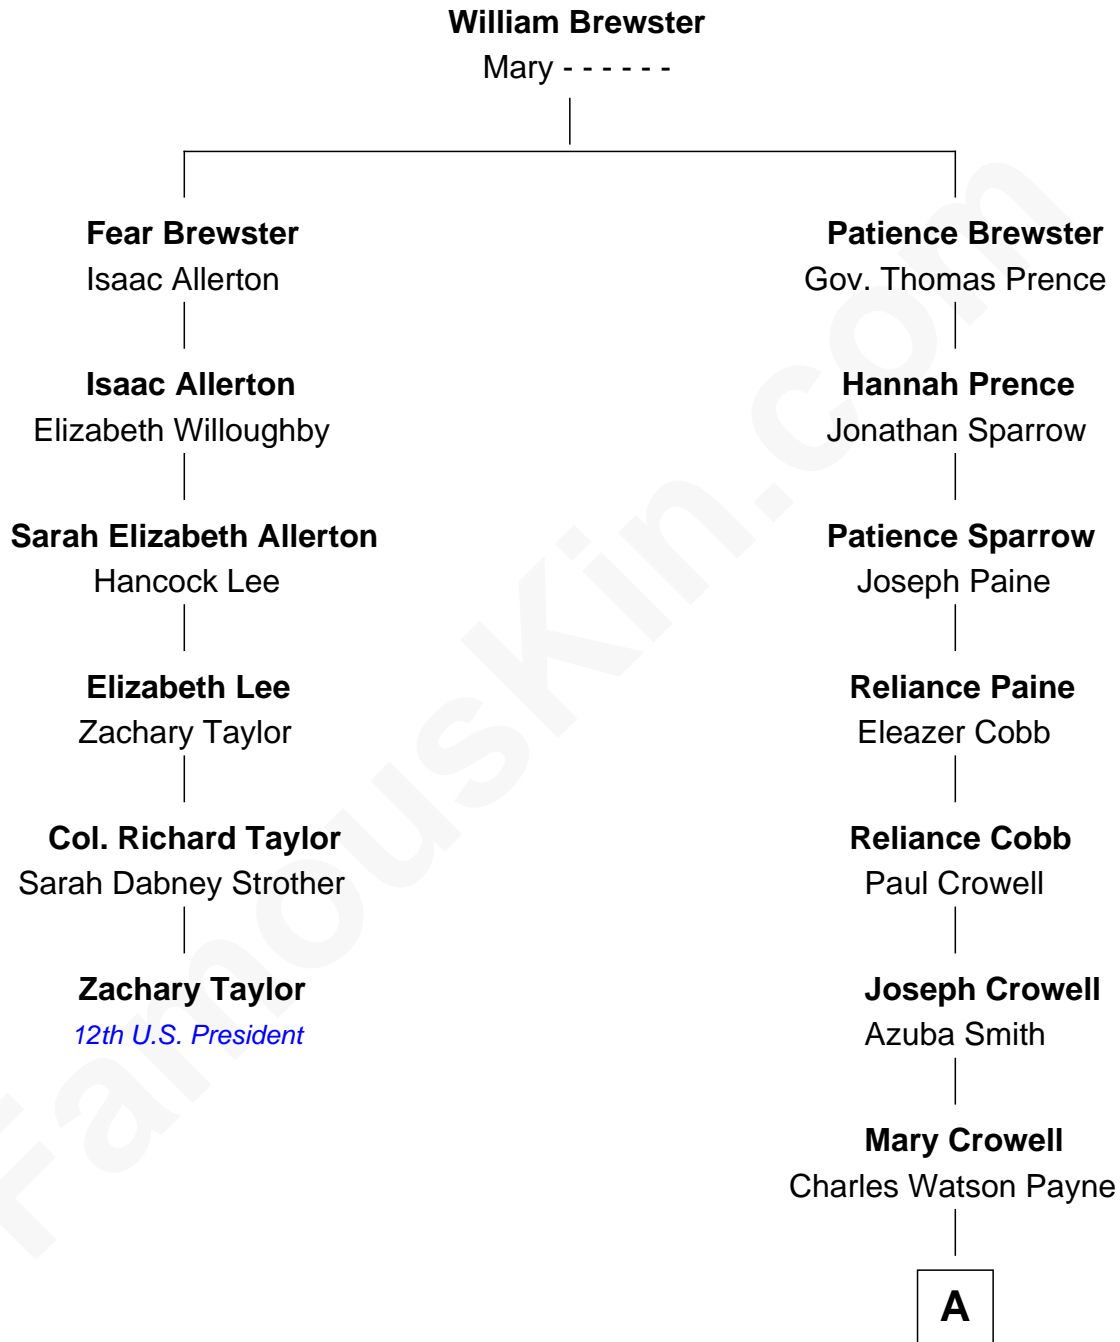 William Brewster
Mary - - - - - -
Fear Brewster
Isaac Allerton
Patience Brewster
Gov. Thomas Prence
Isaac Allerton
Elizabeth Willoughby
Hannah Prence
Jonathan Sparrow
Sarah Elizabeth Allerton
Hancock Lee
Patience Sparrow
Joseph Paine
Elizabeth Lee
Zachary Taylor
Reliance Paine
Eleazer Cobb
Col. Richard Taylor
Sarah Dabney Strother
Reliance Cobb
Paul Crowell
Zachary Taylor
12th U.S. President
Joseph Crowell
Azuba Smith
Mary Crowell
Charles Watson Payne
A
FamousKin.com